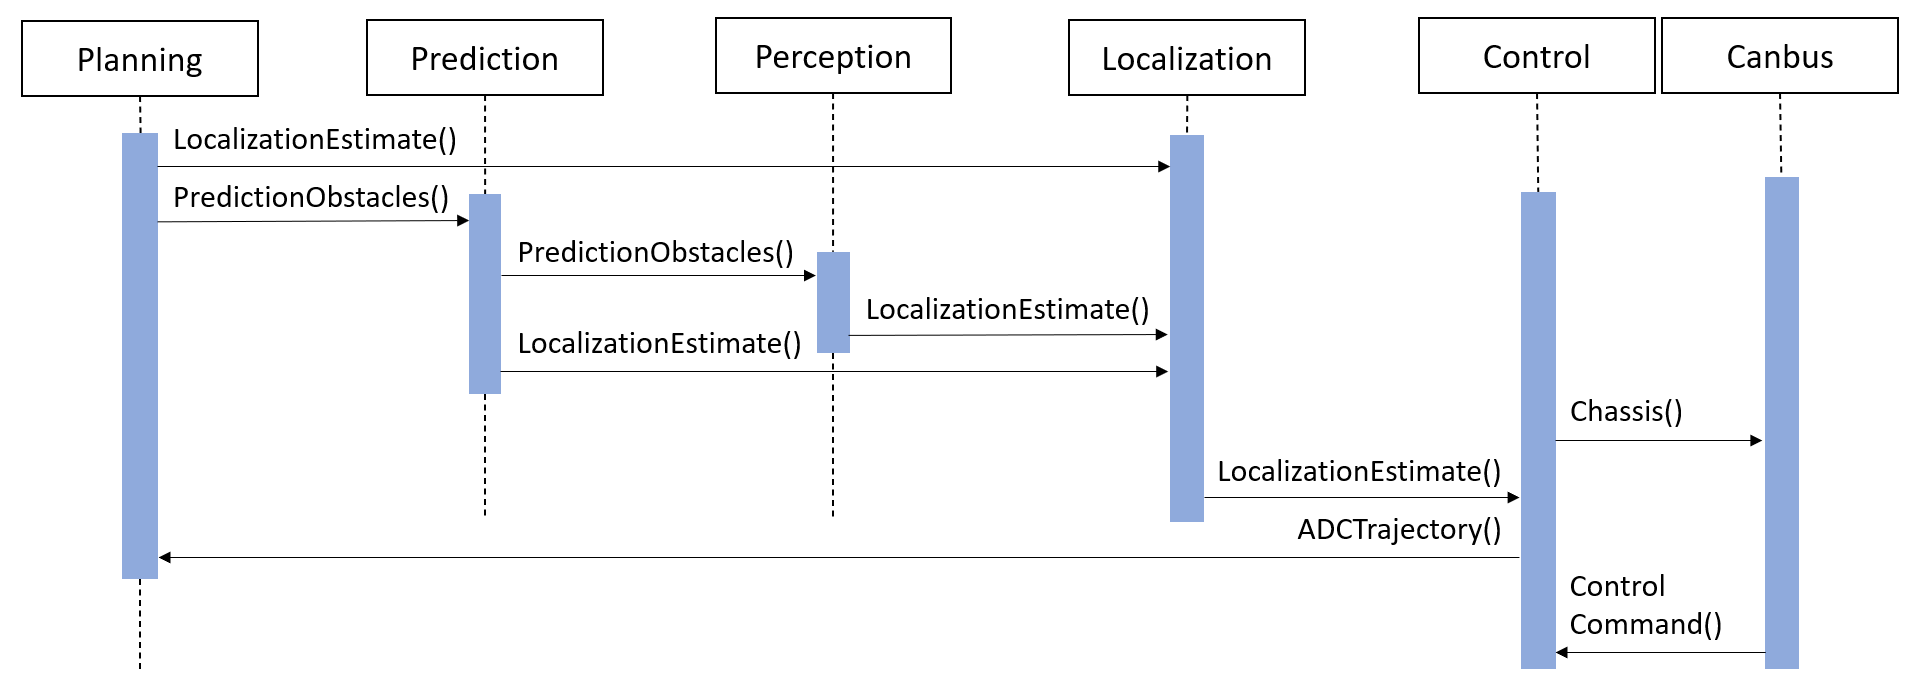 Planning
Prediction
Perception
Localization
Control
Canbus
LocalizationEstimate()
PredictionObstacles()
PredictionObstacles()
LocalizationEstimate()
LocalizationEstimate()
Chassis()
LocalizationEstimate()
ADCTrajectory()
Control
Command()